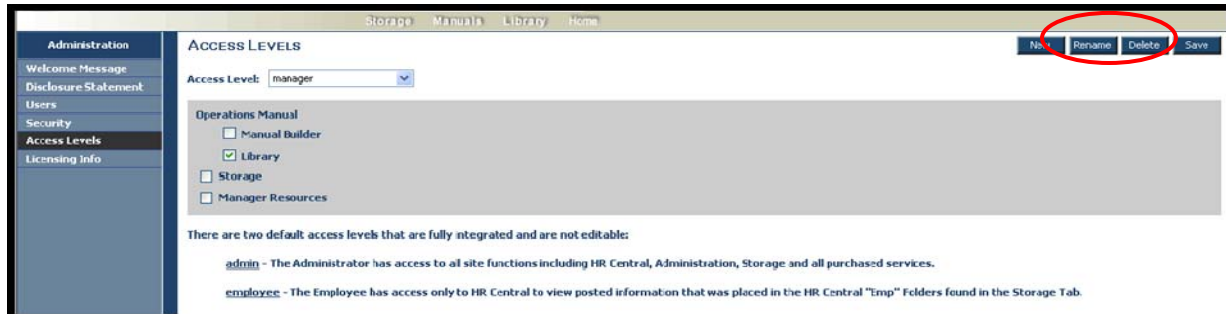 Storage Manuals Library Home
Administration
Welcome Message
Disclosure Statement
Users
Security
Access Levels
Licensing Info
ACCESS LEVELS
New Rename Delete Save
Access Level: manager
Operations Manual
Manual Builder
Library
Storage
Manager Resources
There are two default access levels that are fully integrated and are not editable:
admin - The Administrator has access to all site functions including HR Central, Administration, Storage and all purchased services.
employee - The Employee has access only to HR Central to view posted information that was placed in the HR Central "Emp" Folders found in the Storage Tab.